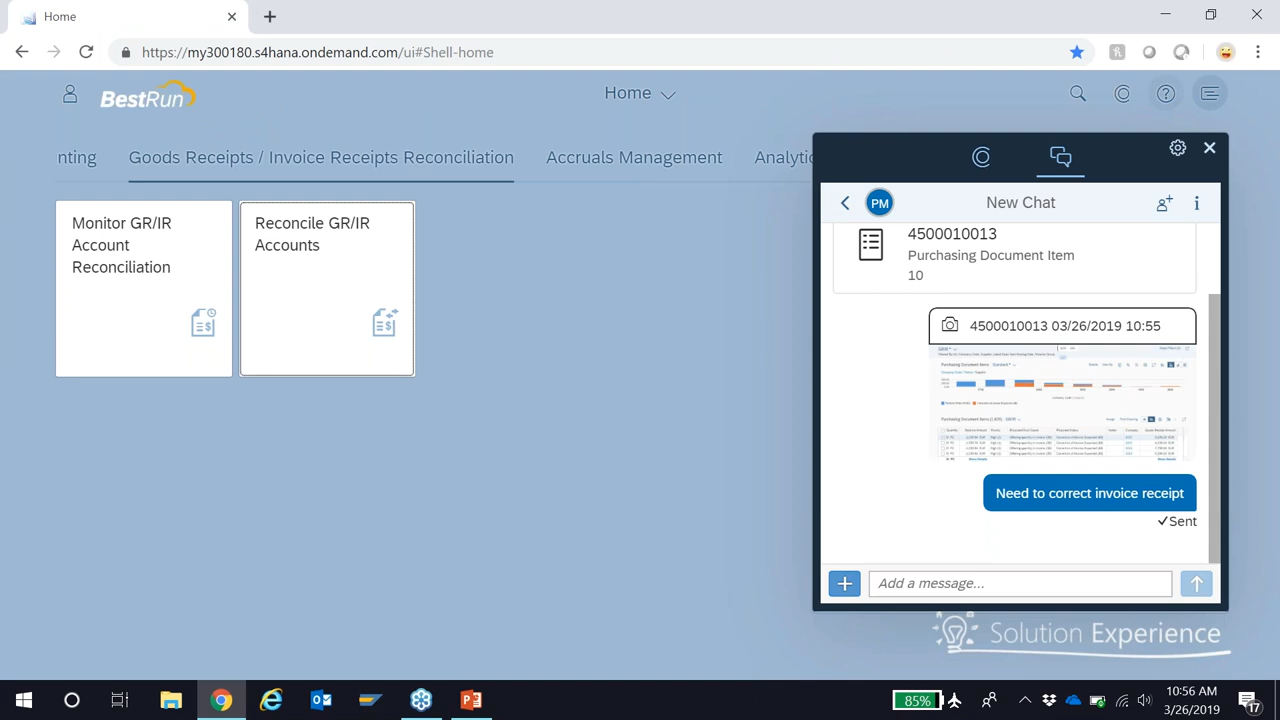 Home
https://my300180.s4hana.ondemand.com/ui#Shell-home
BestRun
Home
nting
Goods Receipts / Invoice Receipts Reconciliation
Accruals Management
Analytic
Monitor GR/IR
Account
Reconciliation
Reconcile GR/IR
Accounts
PM
New Chat
4500010013
Purchasing Document Item
10
4500010013 03/26/2019 10:55
Need to correct invoice receipt
Sent
Add a message...
Solution Experience
85%
10:56 AM
3/26/2019
17